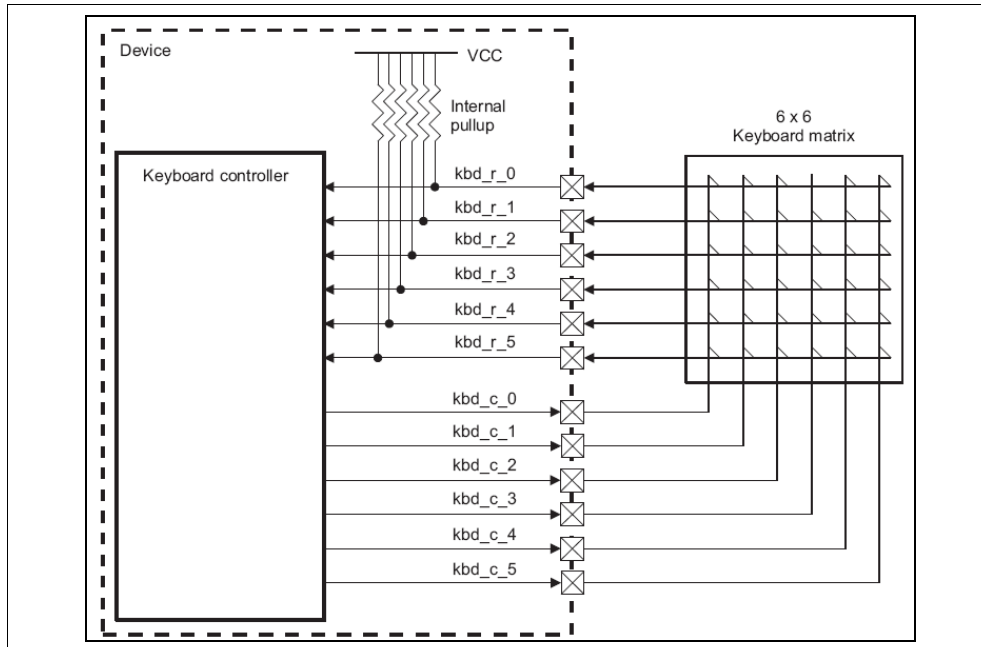 Device
VCC
Internal
pullup
6 x 6
Keyboard matrix
Keyboard controller
kbd_r_0
kbd_r_1
kbd_r_2
kbd_r_3
kbd_r_4
kbd_r_5
kbd_c_0
kbd_c_1
kbd_c_2
kbd_c_3
kbd_c_4
kbd_c_5